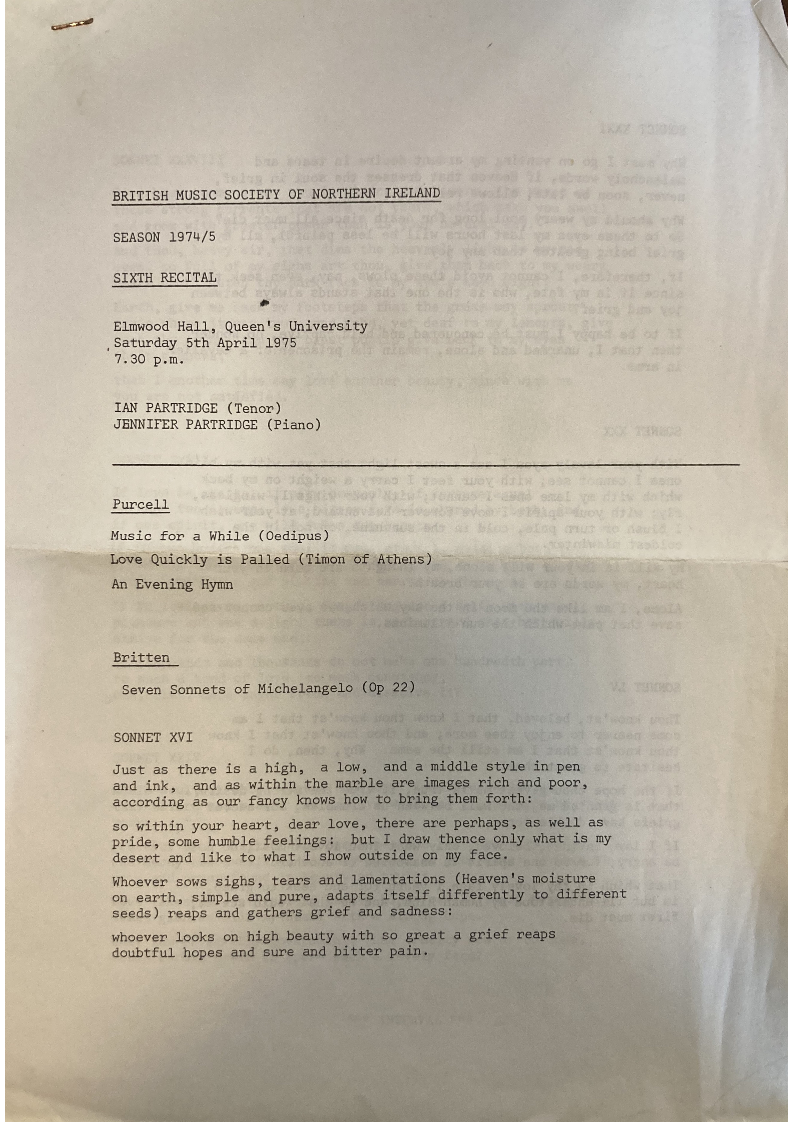 BRITISH MUSIC SOCIETY OF NORTHERN IRELAND
SEASON 1974/5
SIXTH RECITAL
Elmwood Hall, Queen's University
Saturday 5th April 1975
7.30 p.m.
IAN PARTRIDGE (Tenor)
JENNIFER PARTRIDGE (Piano)
Purcell
Music for a While (Oedipus)
Love Quickly is Palled (Timon of Athens)
An Evening Hymn
Britten
Seven Sonnets of Michelangelo (Op 22)
SONNET XVI
Just as there is a high, a low, and a middle style in pen
and ink, and as within the marble are images rich and poor,
according as our fancy knows how to bring them forth:
so within your heart, dear love, there are perhaps, as well as
pride, some humble feelings: but I draw thence only what is my
desert and like to what I show outside on my face.
Whoever sows sighs, tears and lamentations (Heaven's moisture
on earth, simple and pure, adapts itself differently to different
seeds) reaps and gathers grief and sadness:
whoever looks on high beauty with so great a grief reaps
doubtful hopes and sure and bitter pain.